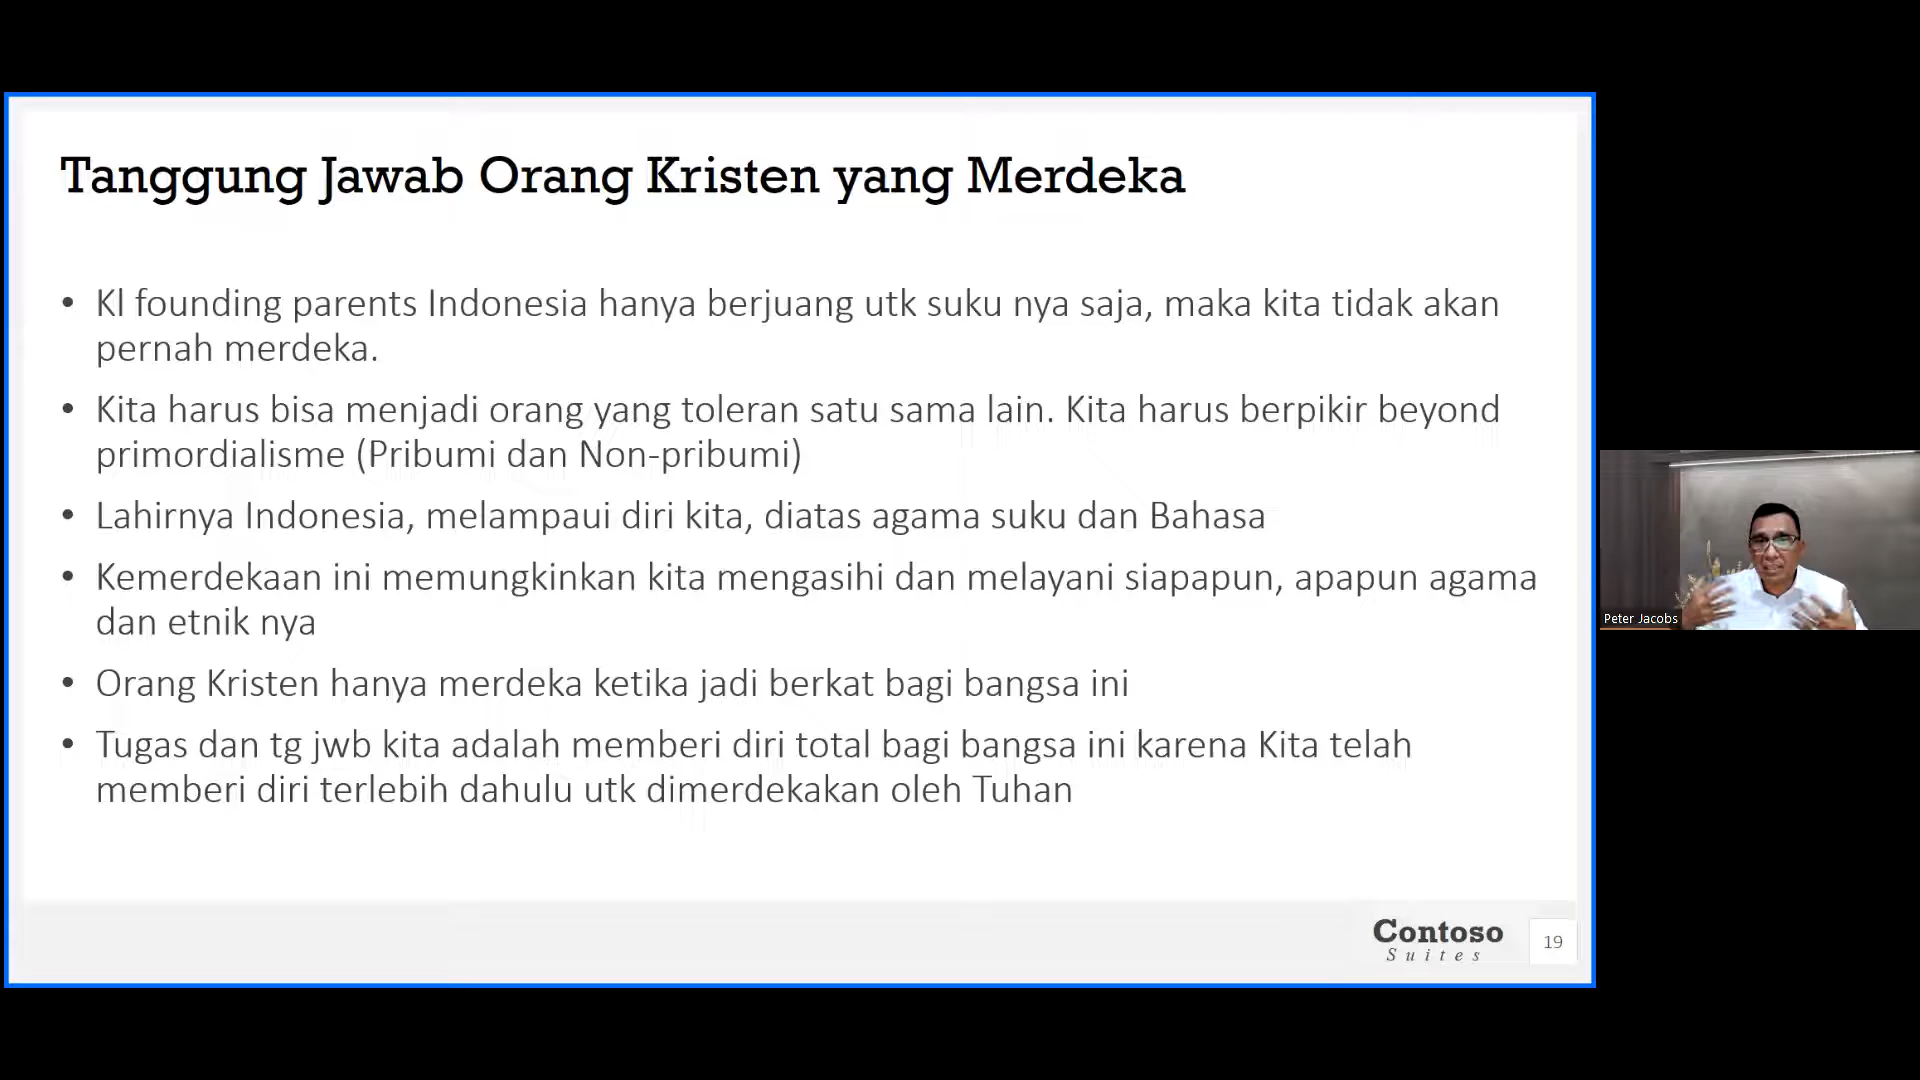 Tanggung Jawab Orang Kristen yang Merdeka
• Kl founding parents Indonesia hanya berjuang utk suku nya saja, maka kita tidak akan
pernah merdeka.
• Kita harus bisa menjadi orang yang toleran satu sama lain. Kita harus berpikir beyond
primordialisme (Pribumi dan Non-pribumi)
• Lahirnya Indonesia, melampaui diri kita, diatas agama suku dan Bahasa
• Kemerdekaan ini memungkinkan kita mengasihi dan melayani siapapun, apapun agama
dan etnik nya
• Orang Kristen hanya merdeka ketika jadi berkat bagi bangsa ini
• Tugas dan tg jwb kita adalah memberi diri total bagi bangsa ini karena Kita telah
memberi diri terlebih dahulu utk dimerdekakan oleh Tuhan
Contoso
Suites
19
Peter Jacobs